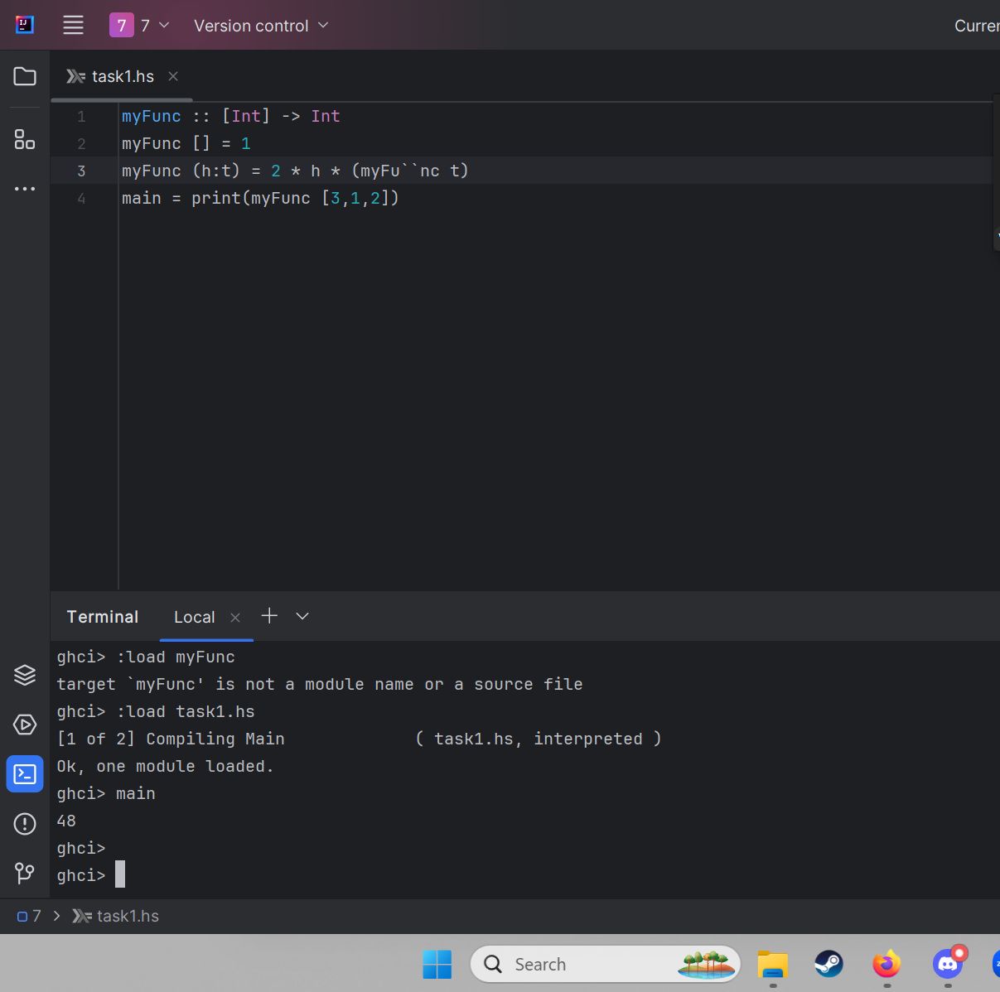 IJ
7 7 Version control Curren
task1.hs
1 myFunc :: [Int] -> Int
2 myFunc [] = 1
3 myFunc (h:t) = 2 * h * (myFu``nc t)
4 main = print(myFunc [3,1,2])
Terminal Local
ghci> :load myFunc
target `myFunc' is not a module name or a source file
ghci> :load task1.hs
[1 of 2] Compiling Main ( task1.hs, interpreted )
Ok, one module loaded.
ghci> main
48
ghci>
ghci>
7 > task1.hs
Search